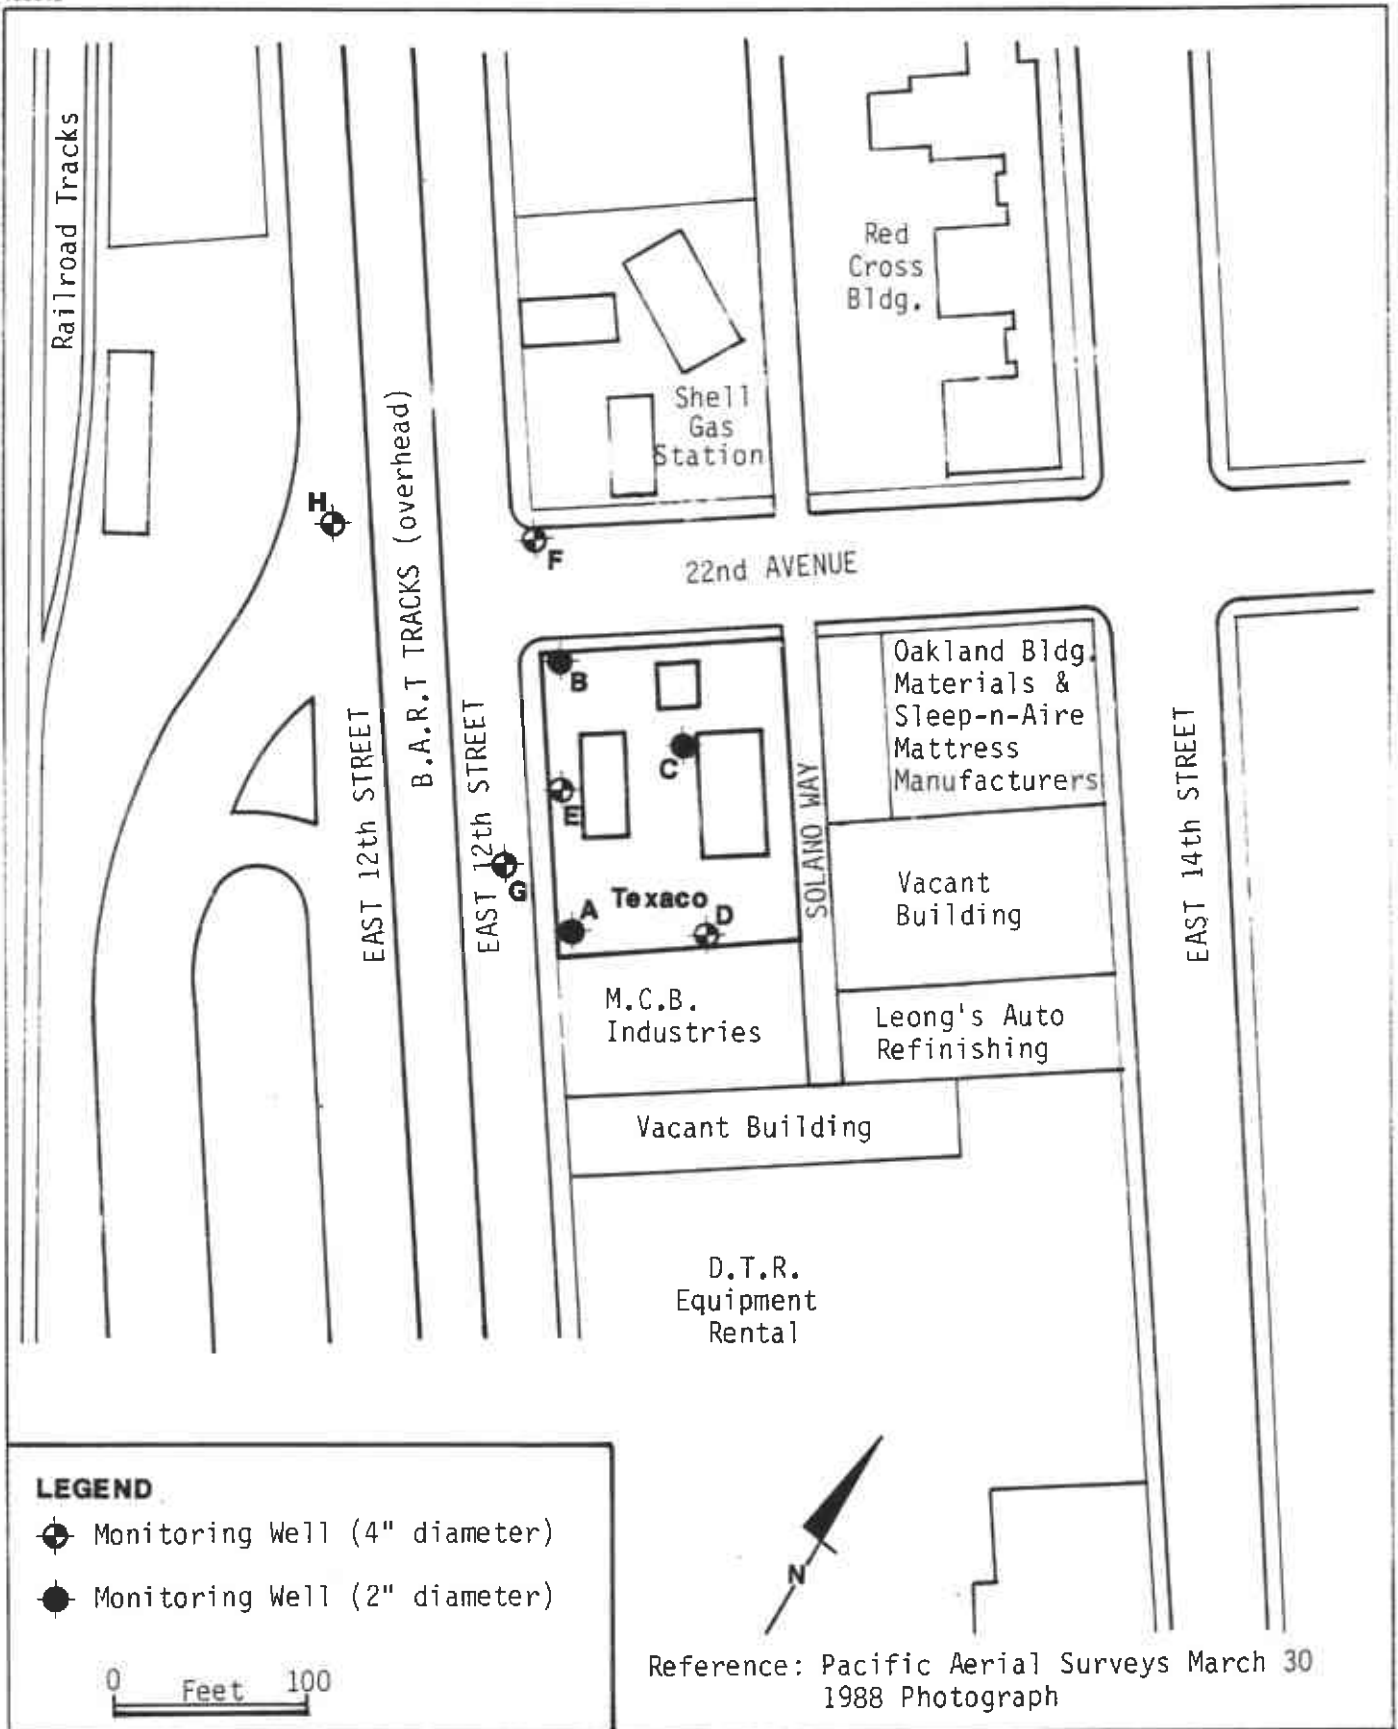 Railroad Tracks
Red
Cross
Bldg.
Shell
Gas
Station
B.A.R.T TRACKS (overhead)
H
F
22nd AVENUE
Oakland Bldg.
Materials &
Sleep-n-Aire
Mattress
Manufacturers
B
C
E
EAST 12th STREET
EAST 12th STREET
SOLANO WAY
EAST 14th STREET
G
A
Texaco
D
Vacant
Building
M.C.B.
Industries
Leong's Auto
Refinishing
Vacant Building
D.T.R.
Equipment
Rental
LEGEND
Monitoring Well (4" diameter)
Monitoring Well (2" diameter)
0 Feet 100
N
Reference: Pacific Aerial Surveys March 30
1988 Photograph